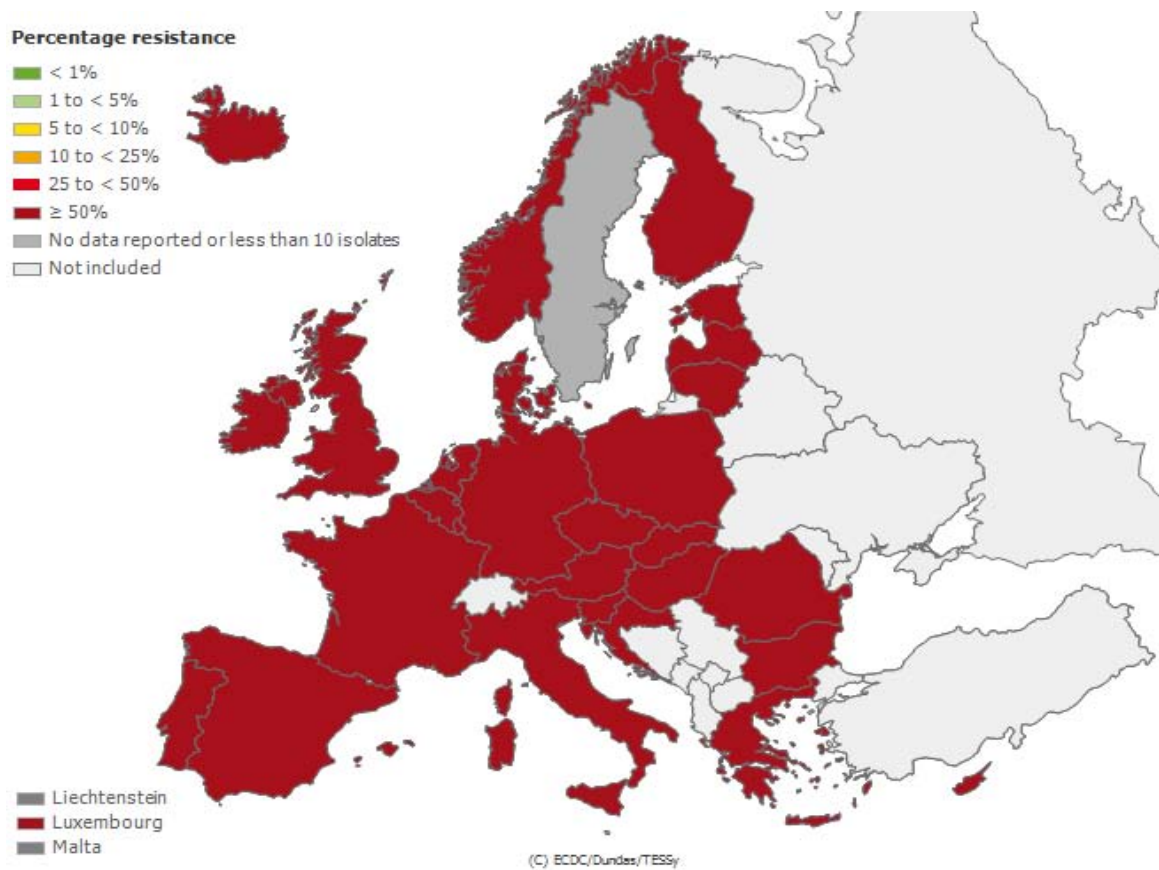 Percentage resistance
< 1%
1 to < 5%
5 to < 10%
10 to < 25%
25 to < 50%
≥ 50%
No data reported or less than 10 isolates
Not included
Liechtenstein
Luxembourg
Malta
(C) ECDC/Dundas/TESSy